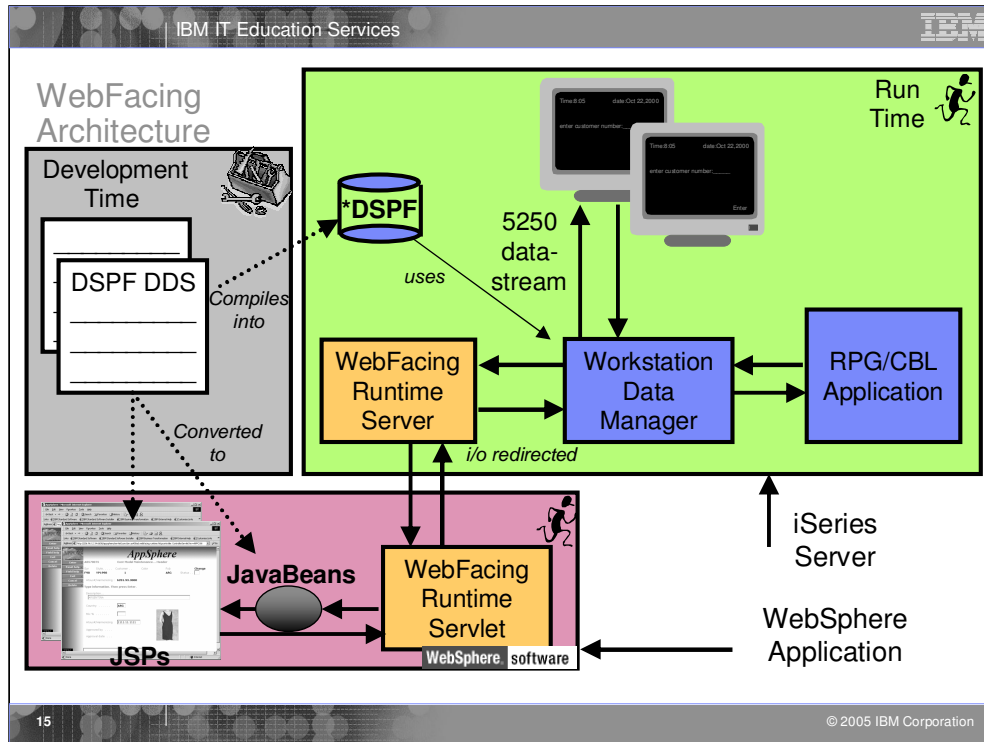 IBM IT Education Services
IBM
WebFacing
Architecture
Development
Time
DSPF DDS
Compiles
into
Converted
to
*DSPF
uses
5250
data-
stream
Time:8:05 date:Oct 22,2000
enter customer number:_____
Time:8:05 date:Oct 22,2000
enter customer number:_____
Enter
Run
Time
WebFacing
Runtime
Server
Workstation
Data
Manager
RPG/CBL
Application
i/o redirected
AppSphere
JSPs
JavaBeans
WebFacing
Runtime
Servlet
WebSphere. software
iSeries
Server
WebSphere
Application
15
© 2005 IBM Corporation